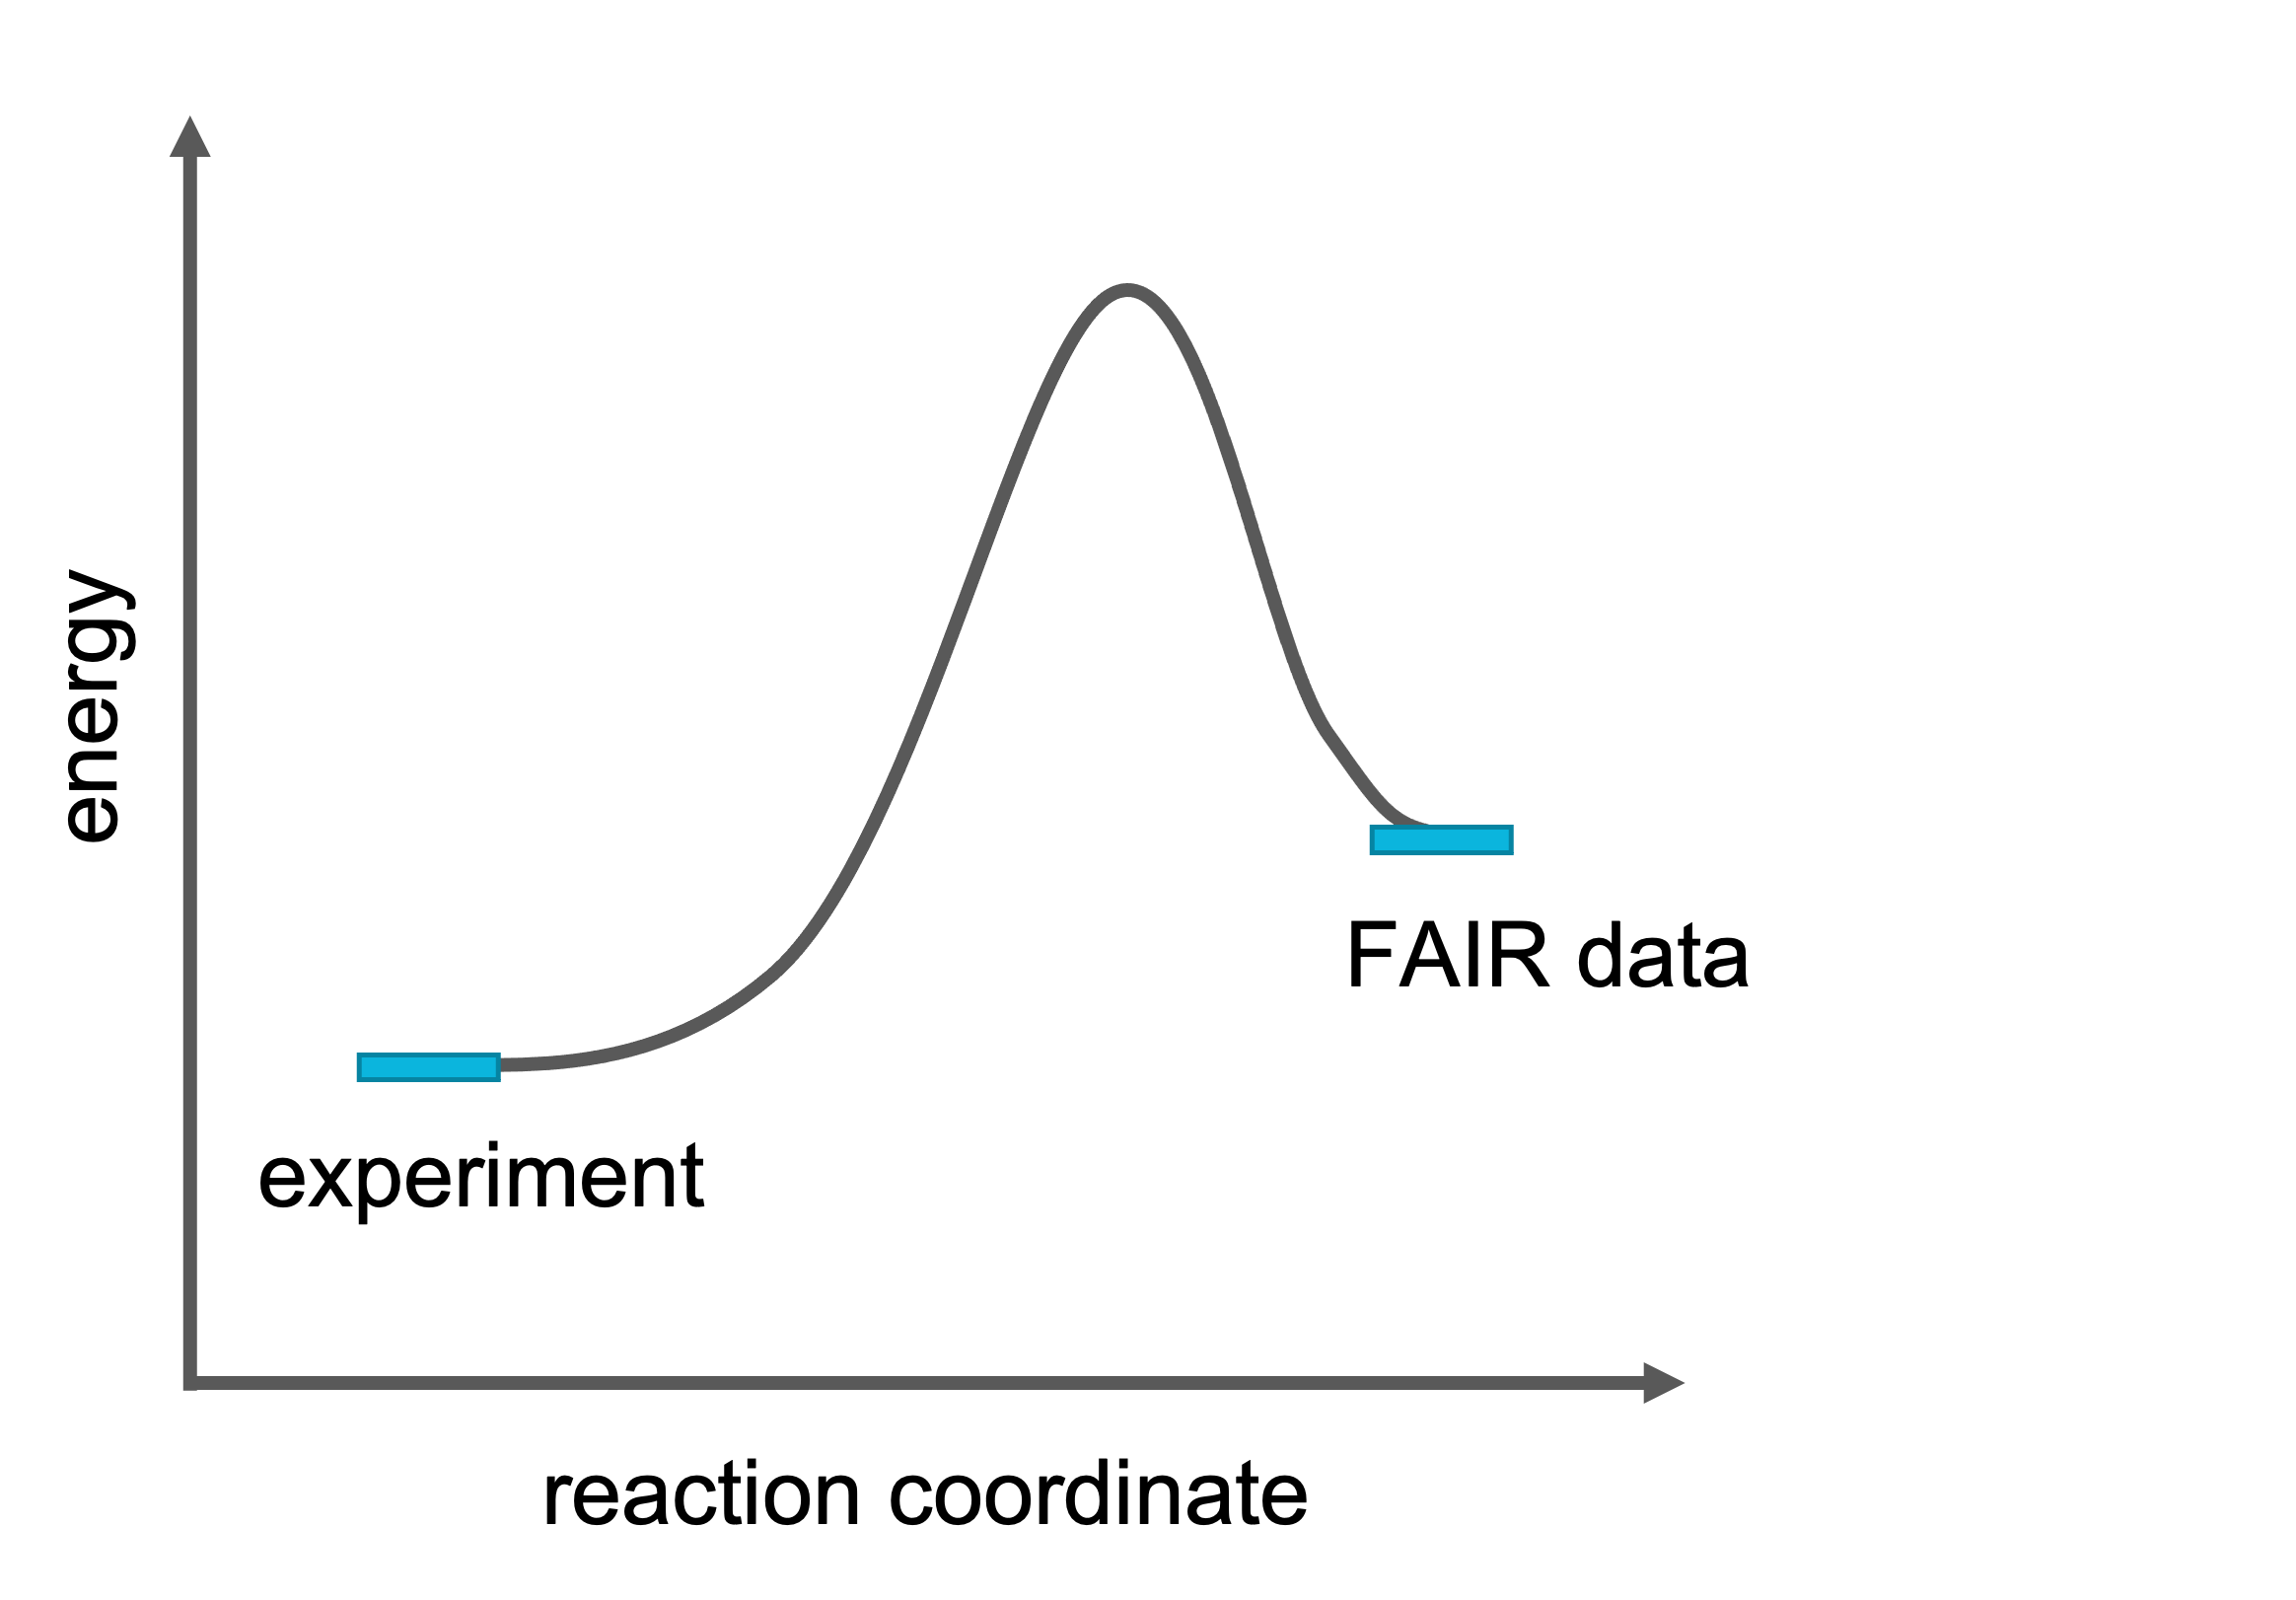 energy
FAIR data
experiment
reaction coordinate